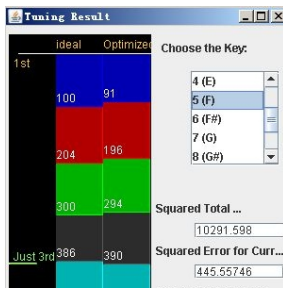 Tuning Result
ideal Optimized
Choose the Key:
1st
4 (E)
5 (F)
6 (F#)
7 (G)
8 (G#)
100 91
204 196
300 294
Squared Total ...
10291.598
Squared Error for Curr...
445.55746
Just 3rd 386 390